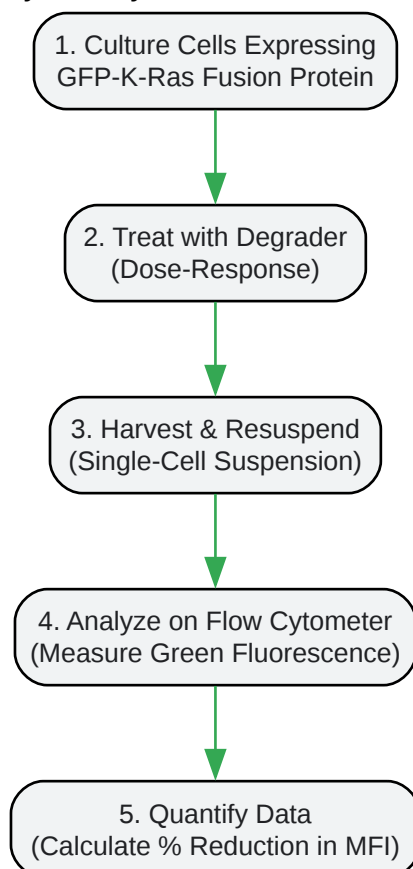 1. Culture Cells Expressing
GFP-K-Ras Fusion Protein
2. Treat with Degrader
(Dose-Response)
3. Harvest & Resuspend
(Single-Cell Suspension)
4. Analyze on Flow Cytometer
(Measure Green Fluorescence)
5. Quantify Data
(Calculate % Reduction in MFI)